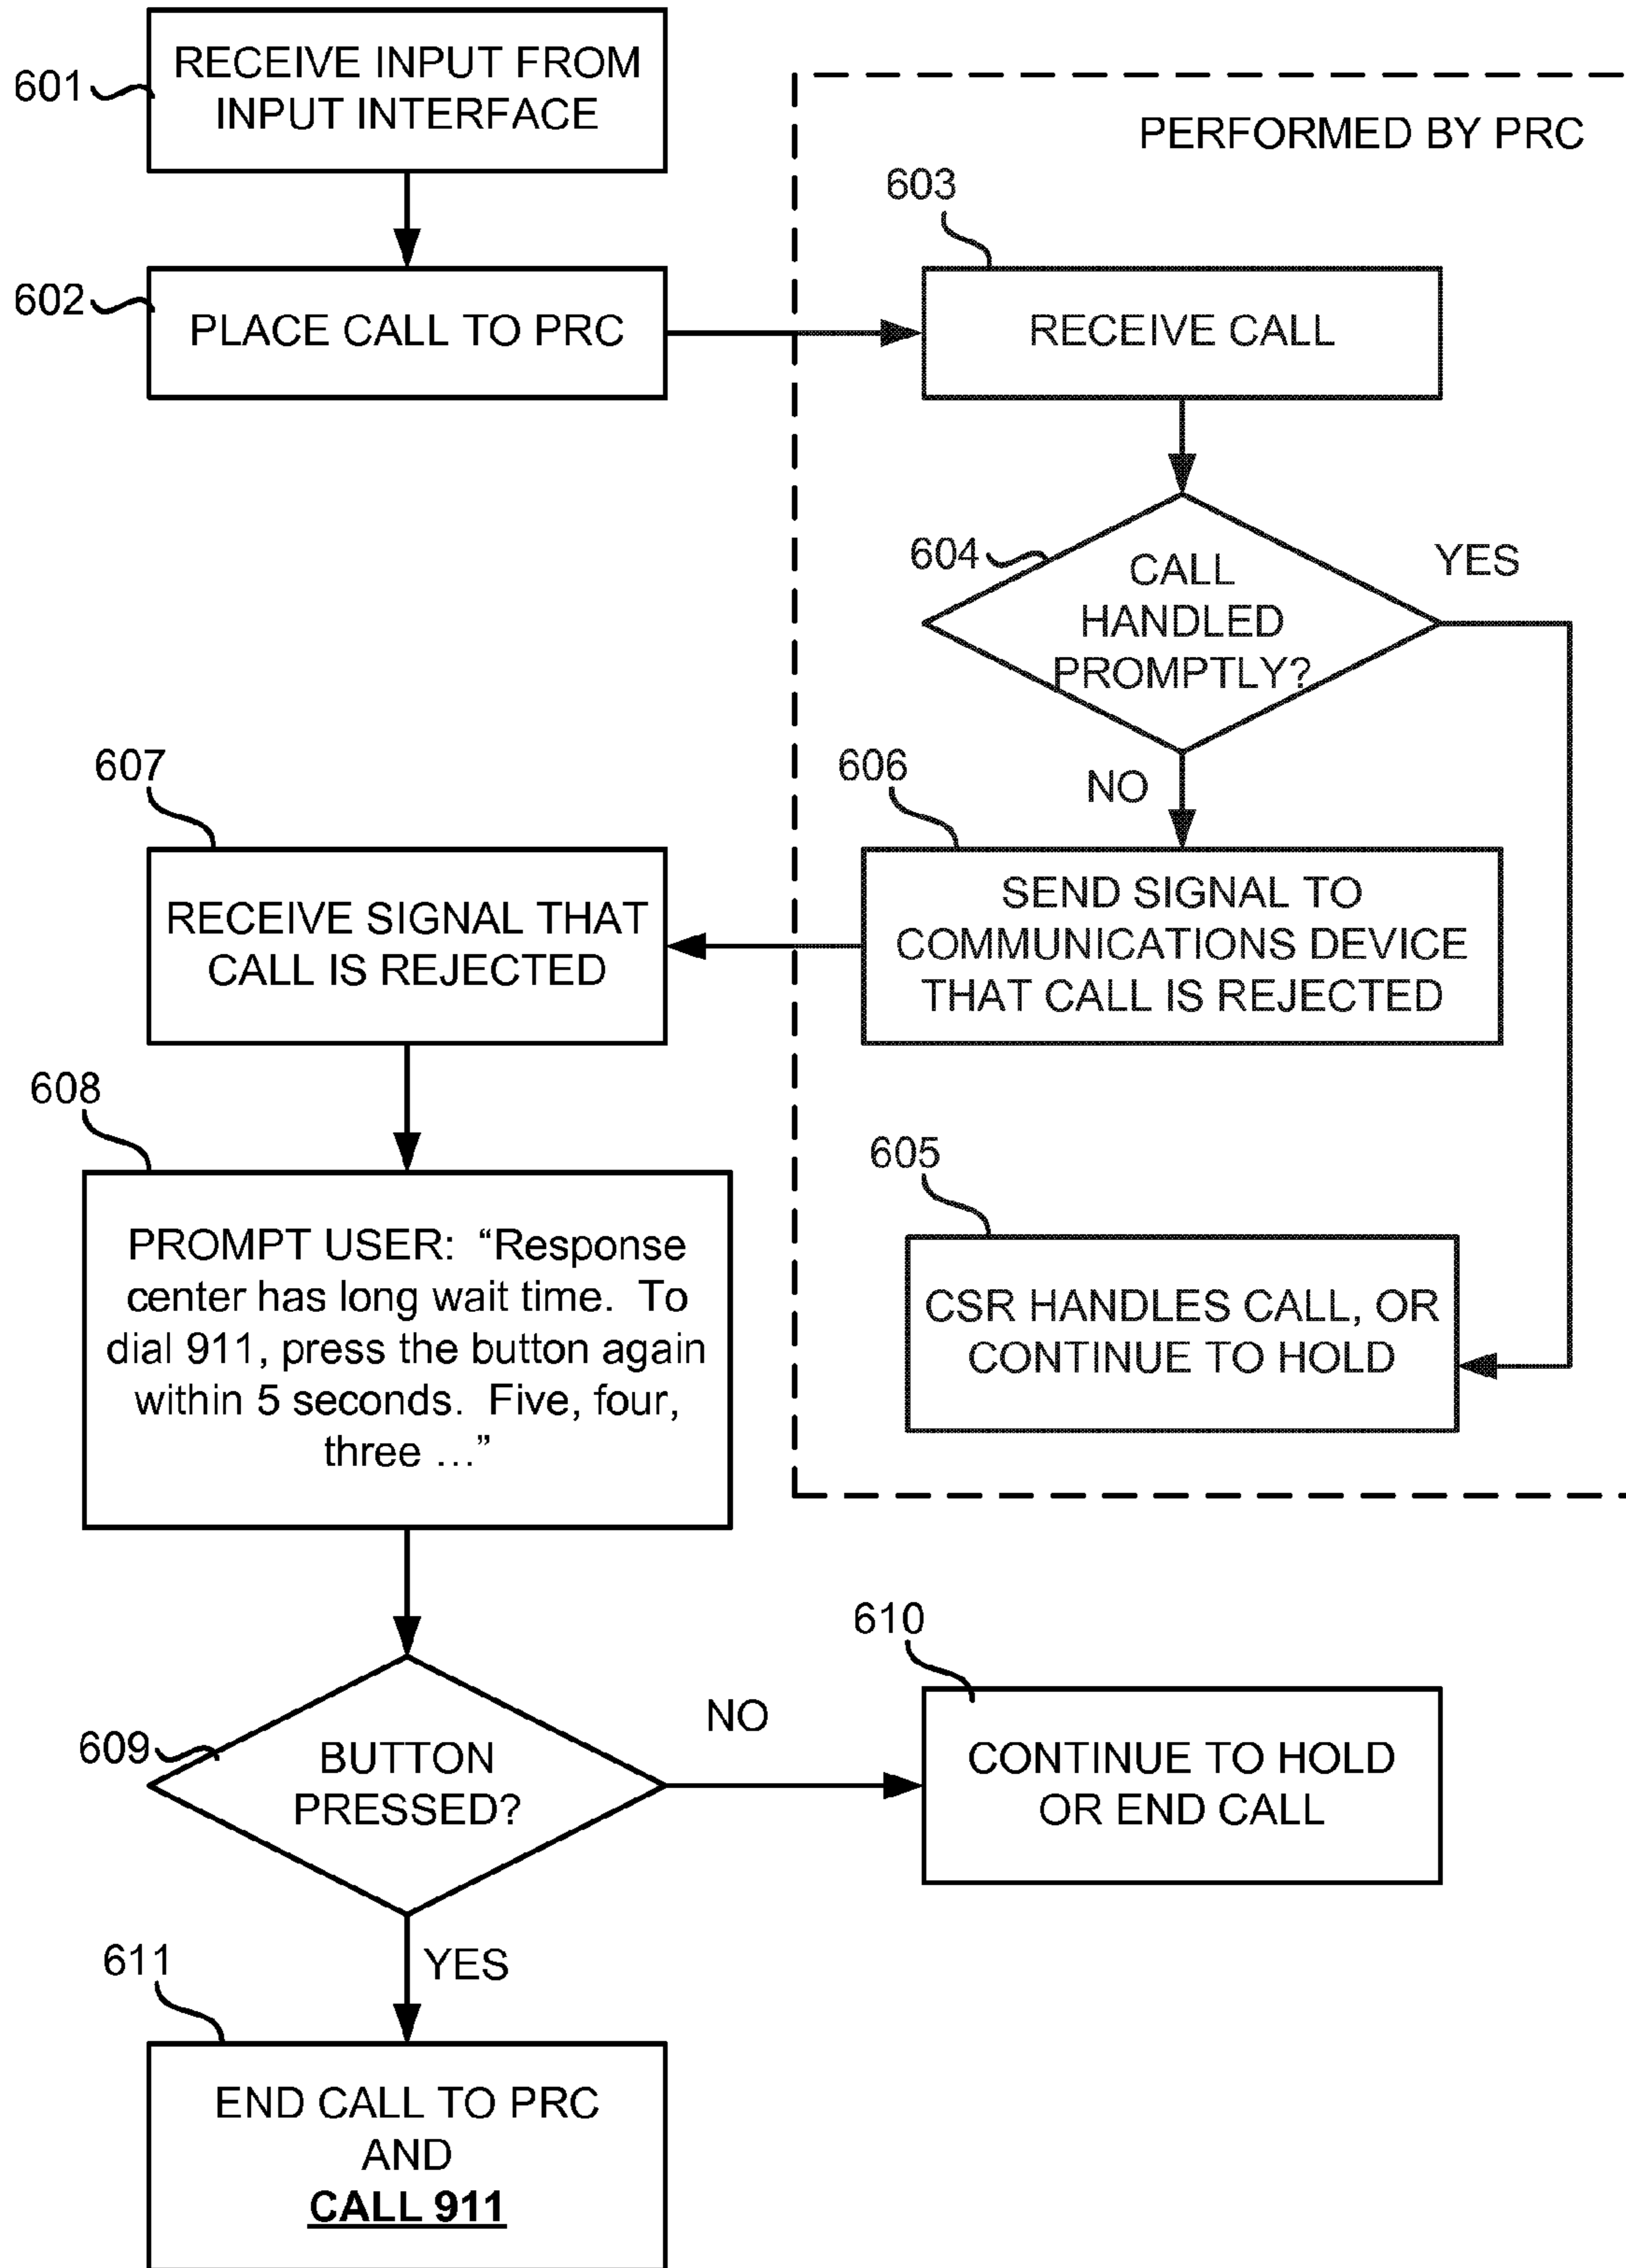 601
RECEIVE INPUT FROM
INPUT INTERFACE
PERFORMED BY PRC
602
PLACE CALL TO PRC
603
RECEIVE CALL
604
CALL
HANDLED
PROMPTLY?
YES
NO
606
SEND SIGNAL TO
COMMUNICATIONS DEVICE
THAT CALL IS REJECTED
607
RECEIVE SIGNAL THAT
CALL IS REJECTED
605
CSR HANDLES CALL, OR
CONTINUE TO HOLD
608
PROMPT USER: “Response
center has long wait time. To
dial 911, press the button again
within 5 seconds. Five, four,
three …”
609
BUTTON
PRESSED?
NO
610
CONTINUE TO HOLD
OR END CALL
YES
611
END CALL TO PRC
AND
CALL 911